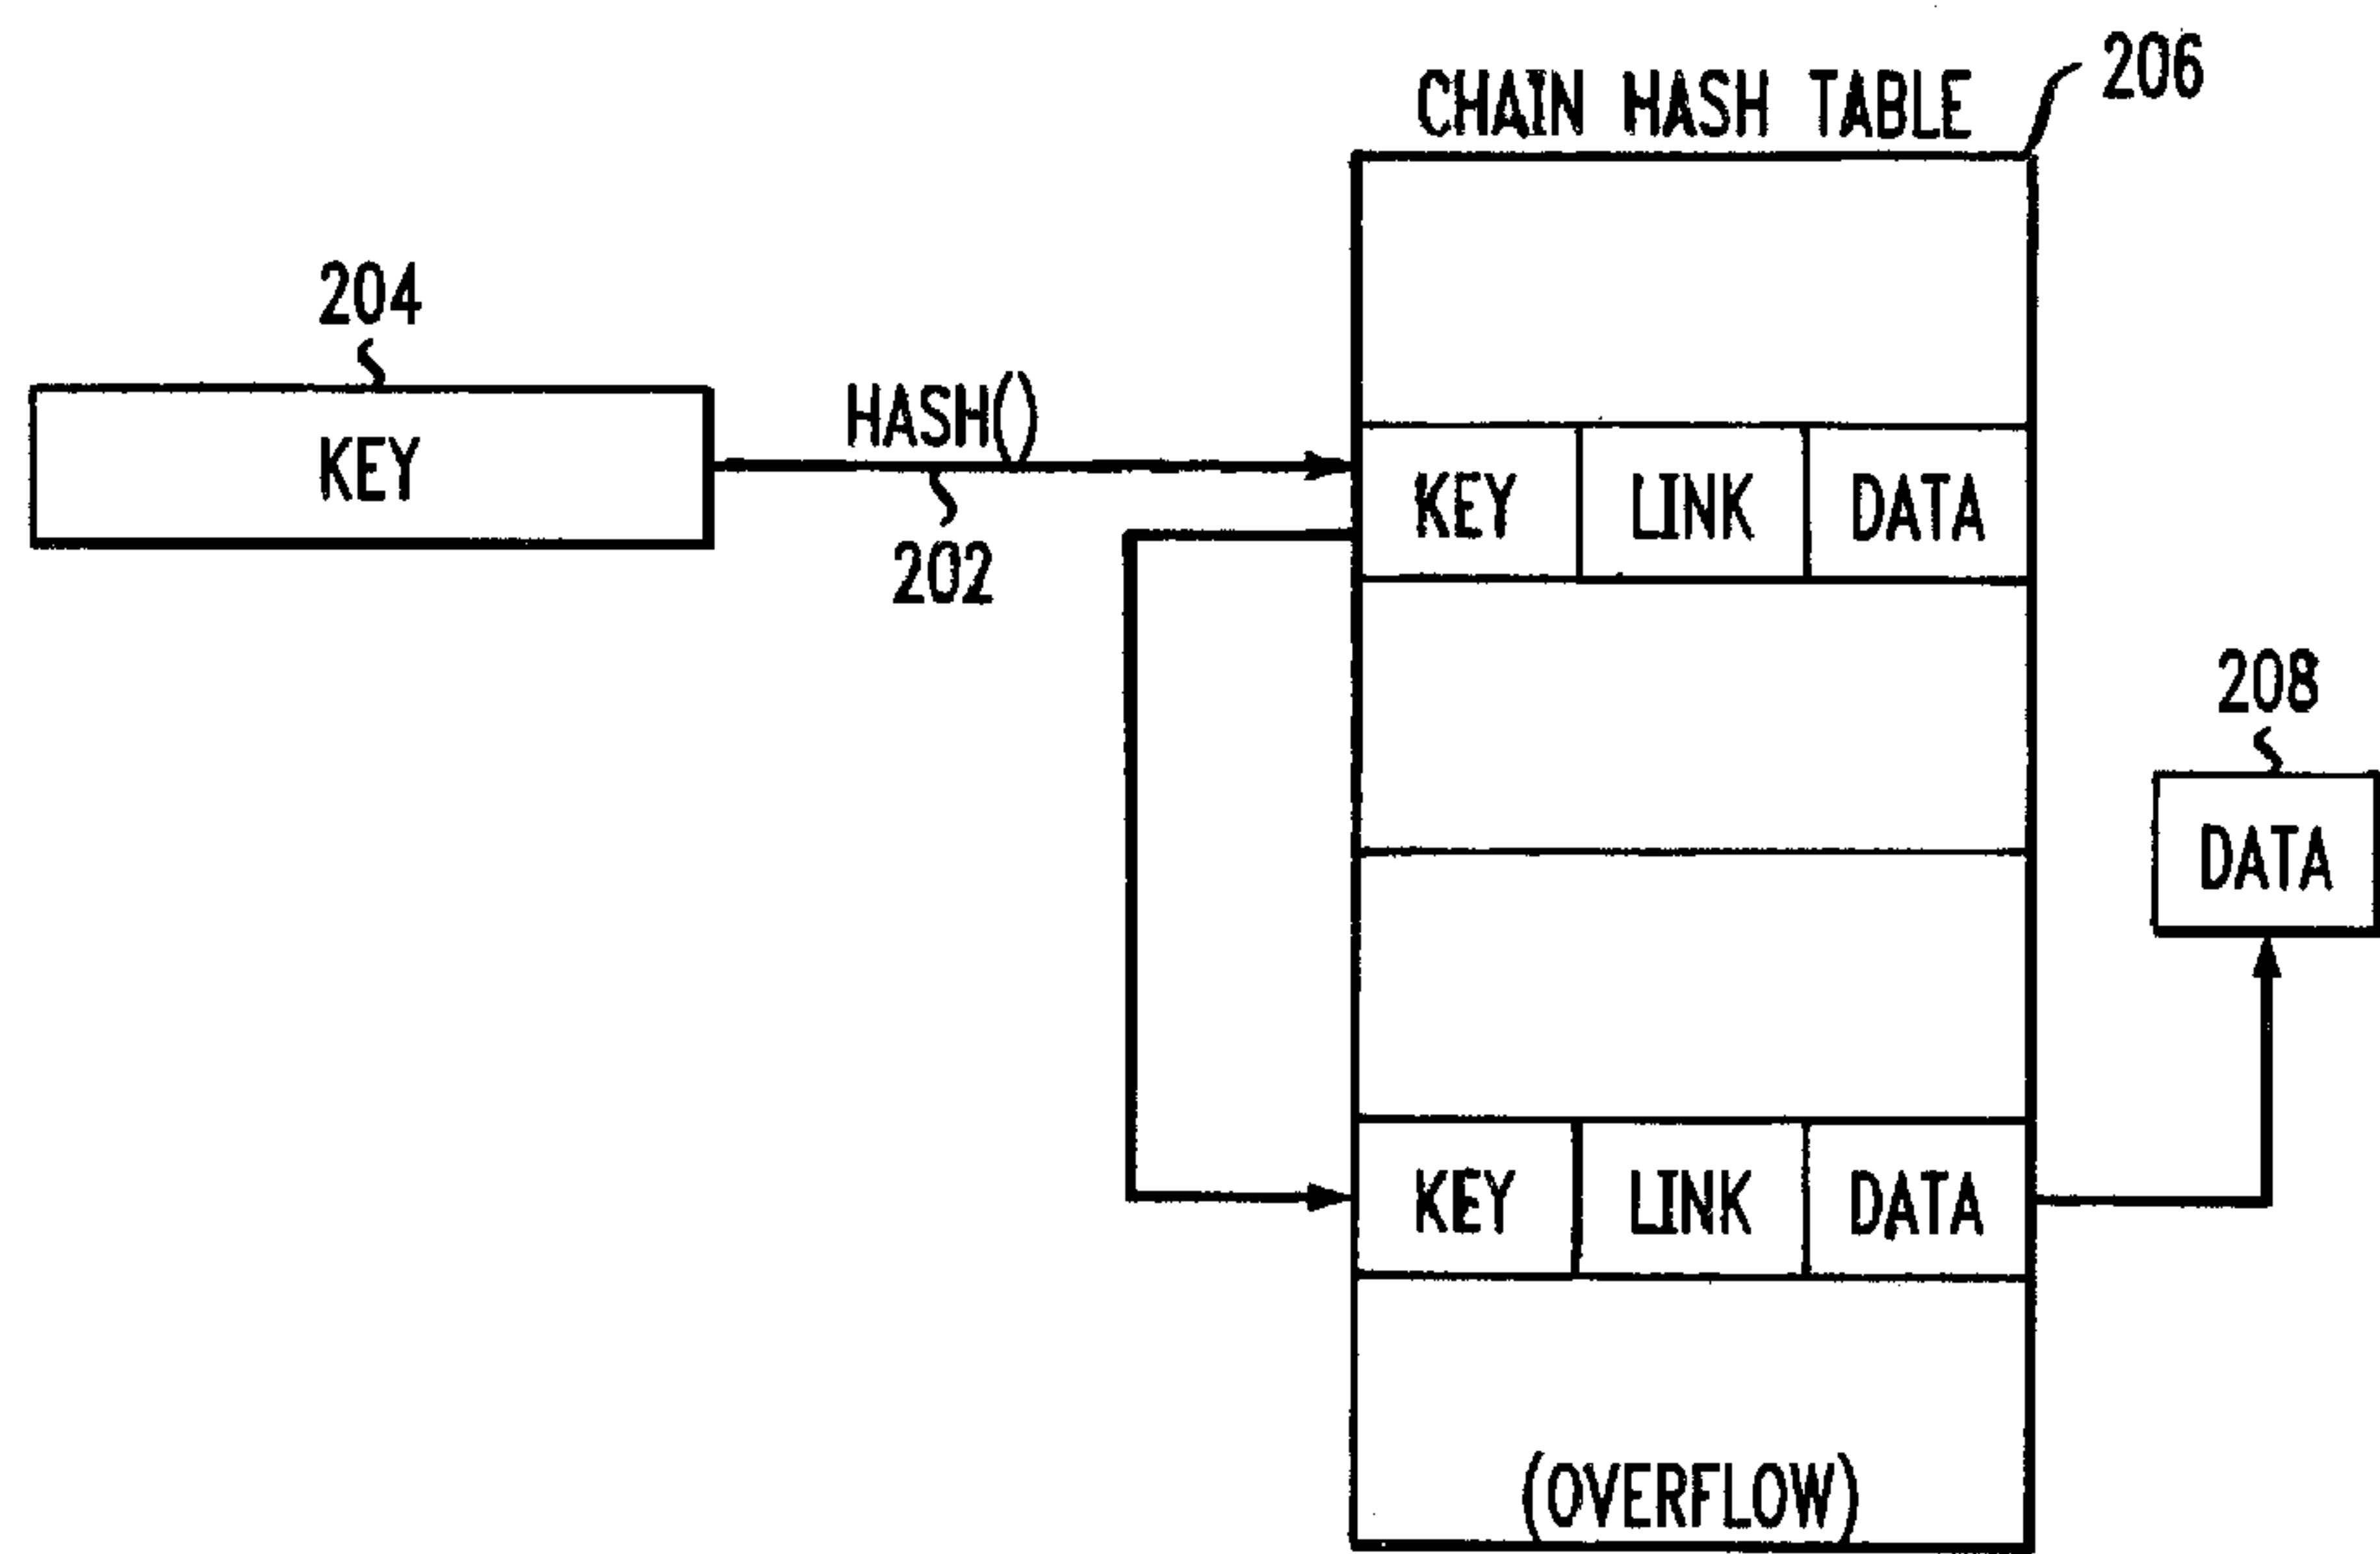 206
CHAIN HASH TABLE
204
KEY
HASH()
202
KEY LINK DATA
208
DATA
KEY LINK DATA
(OVERFLOW)